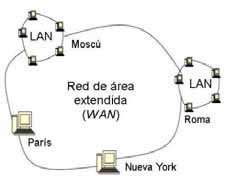 LAN
Moscú
LAN
Red de área
extendida
(WAN)
Roma
París
Nueva York